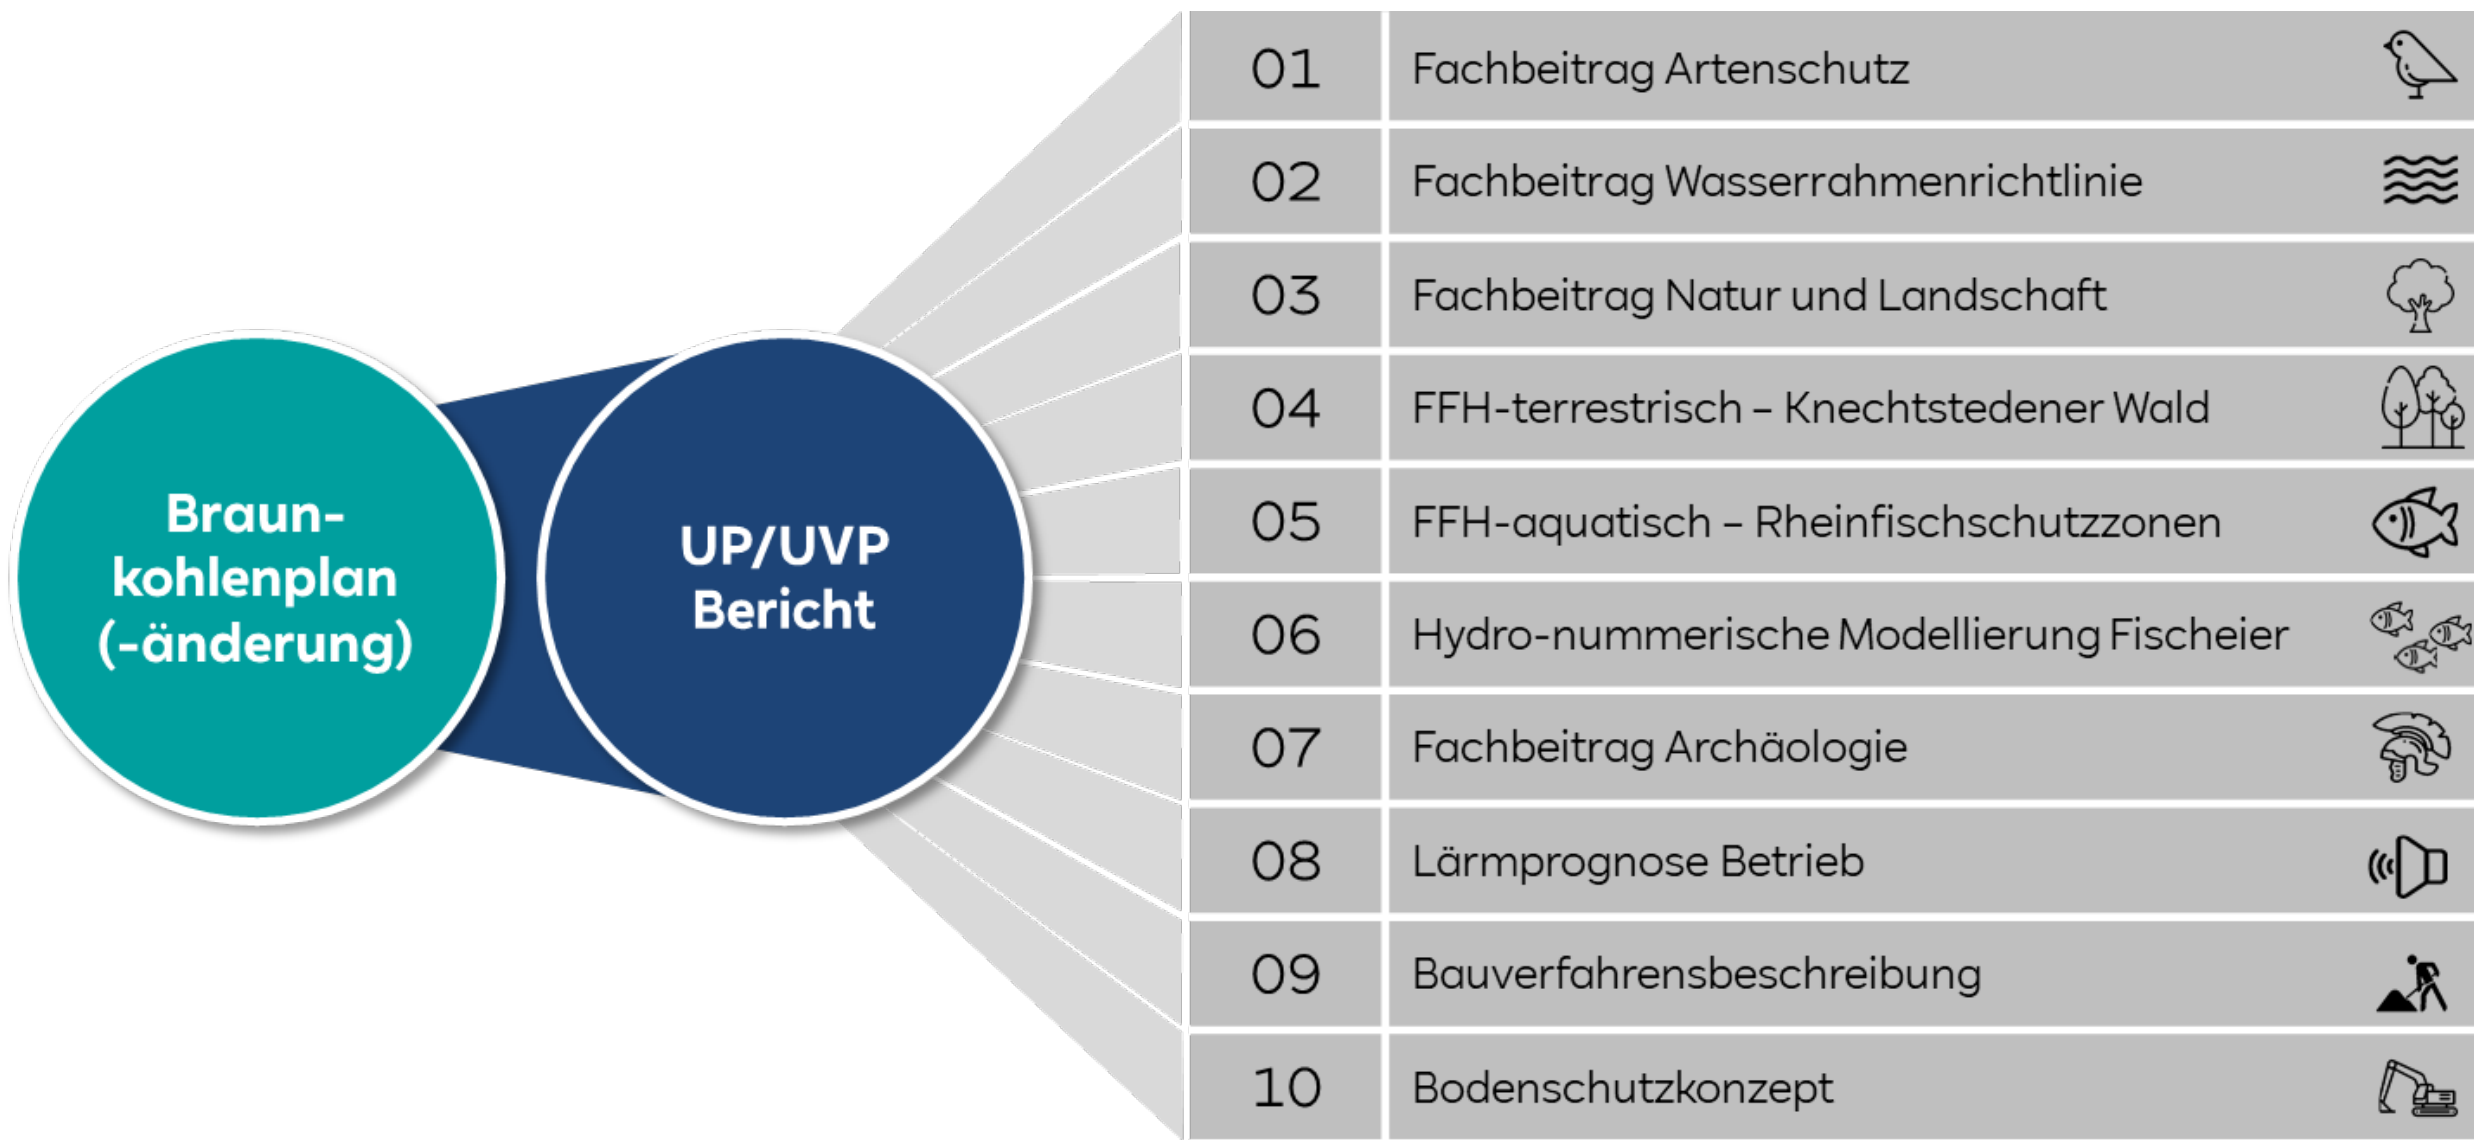 Braun-
kohlenplan
(-änderung)
UP/UVP
Bericht
01 Fachbeitrag Artenschutz
02 Fachbeitrag Wasserrahmenrichtlinie
03 Fachbeitrag Natur und Landschaft
04 FFH-terrestrisch – Knechtstedener Wald
05 FFH-aquatisch – Rheinfischschutzzonen
06 Hydro-nummerische Modellierung Fischeier
07 Fachbeitrag Archäologie
08 Lärmprognose Betrieb
09 Bauverfahrensbeschreibung
10 Bodenschutzkonzept